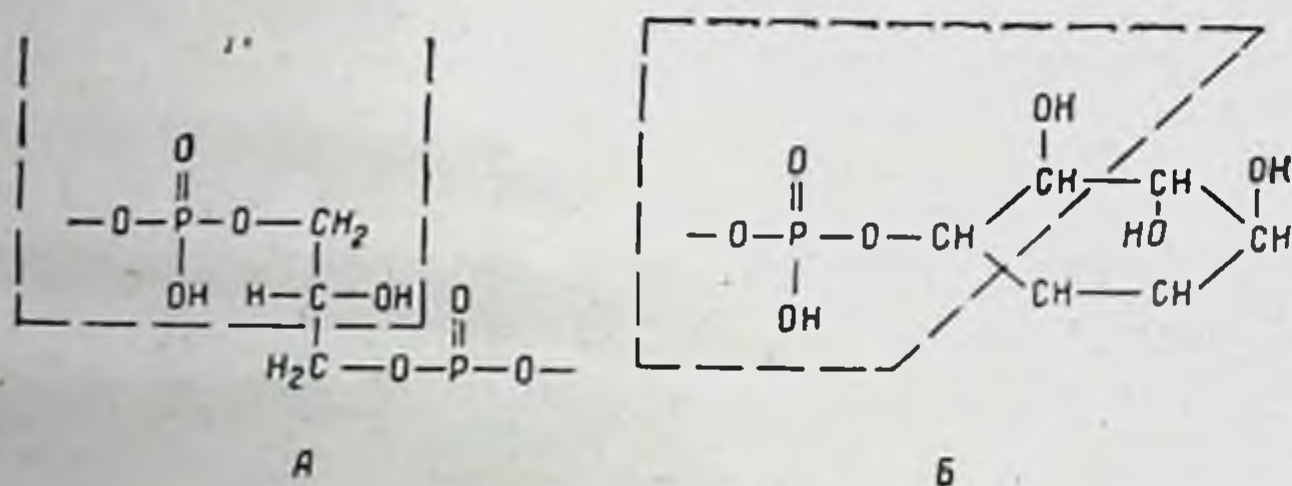 O
—O—P—O—CH₂
OH H—C—OH O
H₂C—O—P—O—
А
OH
O CH—CH OH
—O—P—O—CH HO CH
CH—CH
OH
Б